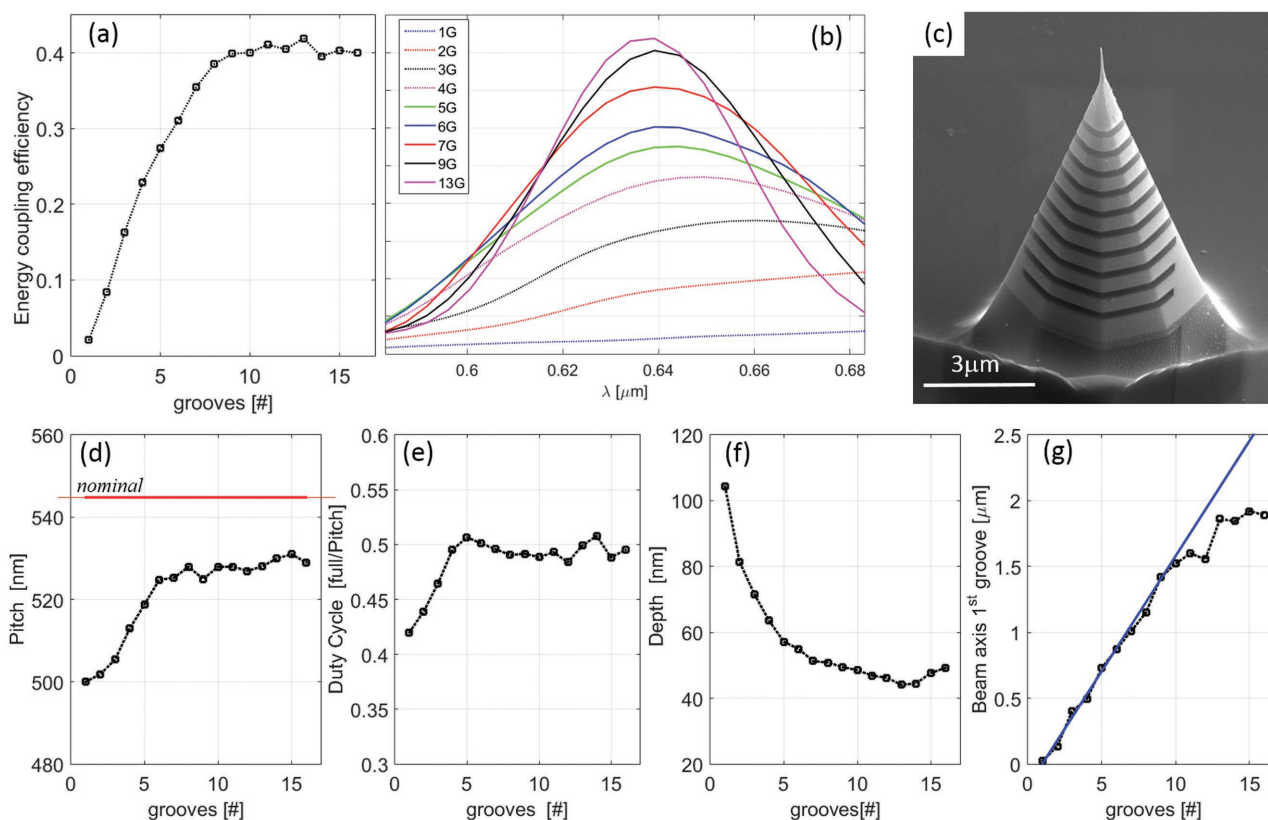 (a)
Energy coupling efficiency
0.4
0.3
0.2
0.1
0
0
5
10
15
grooves [#]
(b)
1G
2G
3G
4G
5G
6G
7G
9G
13G
0.6
0.62
0.64
0.66
0.68
λ [μm]
(c)
3μm
(d)
nominal
Pitch [nm]
560
540
520
500
480
0
5
10
15
grooves [#]
(e)
Duty Cycle [full/Pitch]
0.6
0.55
0.5
0.45
0.4
0.35
0.3
0
5
10
15
grooves [#]
(f)
Depth [nm]
120
100
80
60
40
20
0
5
10
15
grooves[#]
(g)
Beam axis 1st groove [μm]
2.5
2
1.5
1
0.5
0
0
5
10
15
grooves [#]